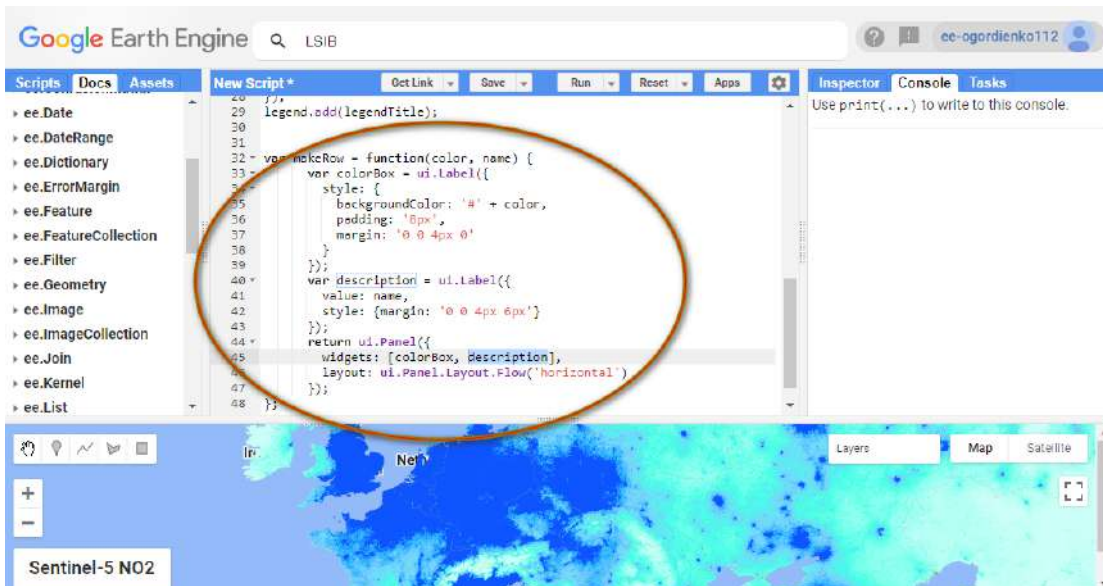 Google Earth Engine
LSIB
ee-ogordienko112
Scripts Docs Assets
New Script *
Get Link Save Run Reset Apps
Inspector Console Tasks
Use print(...) to write to this console.
ee.Date
ee.DateRange
ee.Dictionary
ee.ErrorMargin
ee.Feature
ee.FeatureCollection
ee.Filter
ee.Geometry
ee.Image
ee.ImageCollection
ee.Join
ee.Kernel
ee.List
28 });
29 legend.add(legendTitle);
30
31
32 var makeRow = function(color, name) {
33 var colorBox = ui.Label({
34 style: {
35 backgroundColor: '#' + color,
36 padding: '8px',
37 margin: '0 0 4px 0'
38 }
39 });
40 var description = ui.Label({
41 value: name,
42 style: {margin: '0 0 4px 6px'}
43 });
44 return ui.Panel({
45 widgets: [colorBox, description],
46 layout: ui.Panel.Layout.Flow('horizontal')
47 });
48 };
Layers
Map Satellite
Ire
Neth
Sentinel-5 NO2